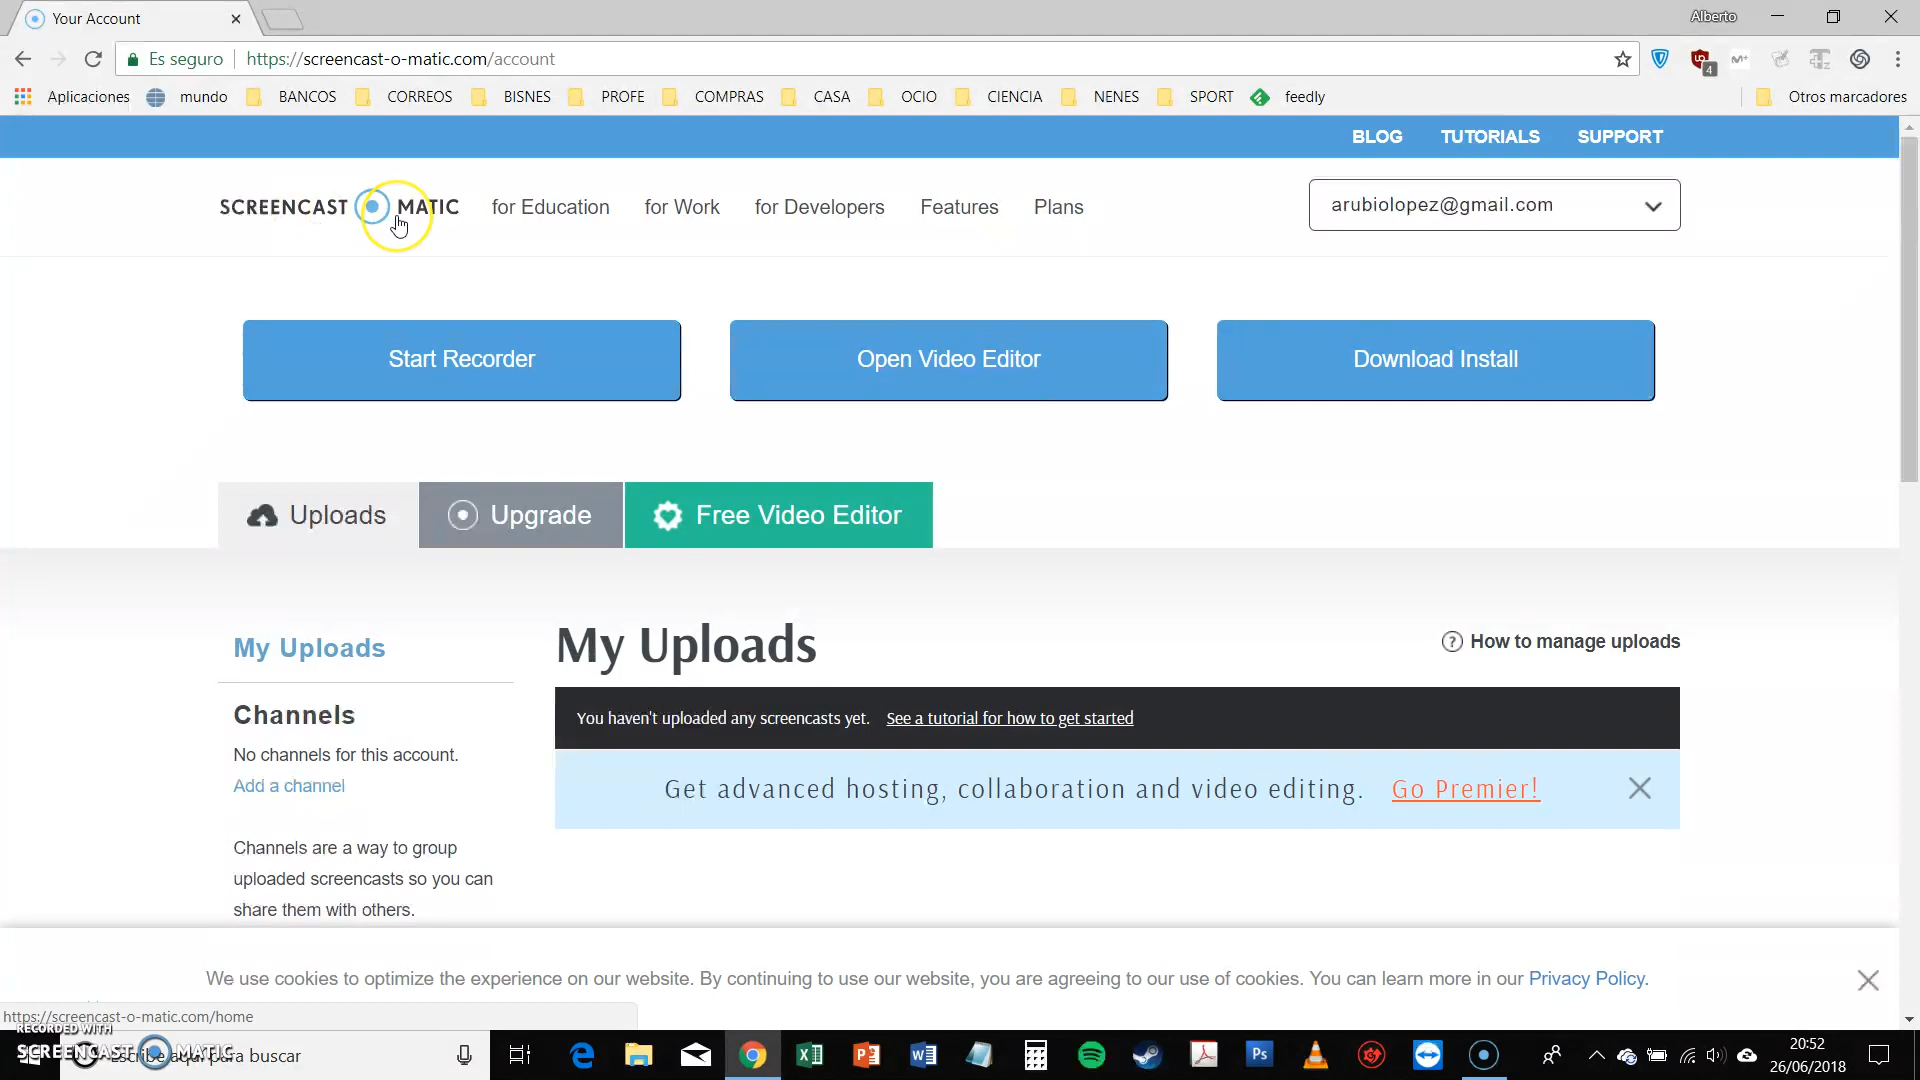 Your Account
Alberto
Es seguro https://screencast-o-matic.com/account
4
Aplicaciones mundo BANCOS CORREOS BISNES PROFE COMPRAS CASA OCIO CIENCIA NENES SPORT feedly Otros marcadores
BLOG TUTORIALS SUPPORT
SCREENCAST MATIC for Education for Work for Developers Features Plans arubiolopez@gmail.com
Start Recorder Open Video Editor Download Install
Uploads Upgrade Free Video Editor
My Uploads
My Uploads
How to manage uploads
Channels
You haven't uploaded any screencasts yet. See a tutorial for how to get started
No channels for this account.
Add a channel
Get advanced hosting, collaboration and video editing. Go Premier!
Channels are a way to group
uploaded screencasts so you can
share them with others.
We use cookies to optimize the experience on our website. By continuing to use our website, you are agreeing to our use of cookies. You can learn more in our Privacy Policy.
https://screencast-o-matic.com/home
RECORDED WITH
SCREENCAST MATIC
Escribe aquí para buscar
Ps
20:52
26/06/2018